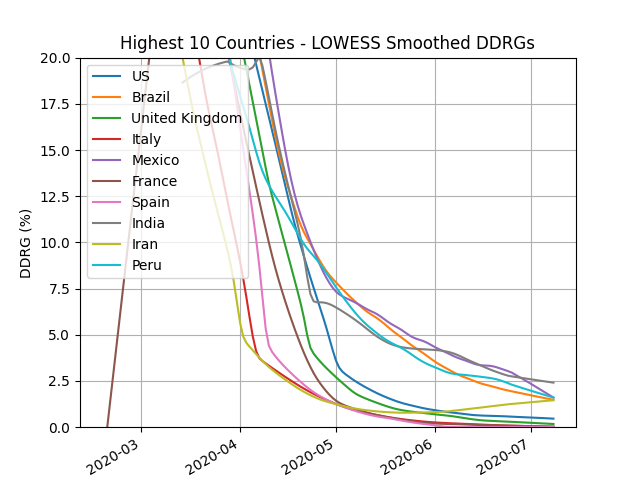 Highest 10 Countries - LOWESS Smoothed DDRGs
DDRG (%)
20.0
17.5
15.0
12.5
10.0
7.5
5.0
2.5
0.0
US
Brazil
United Kingdom
Italy
Mexico
France
Spain
India
Iran
Peru
2020-03
2020-04
2020-05
2020-06
2020-07